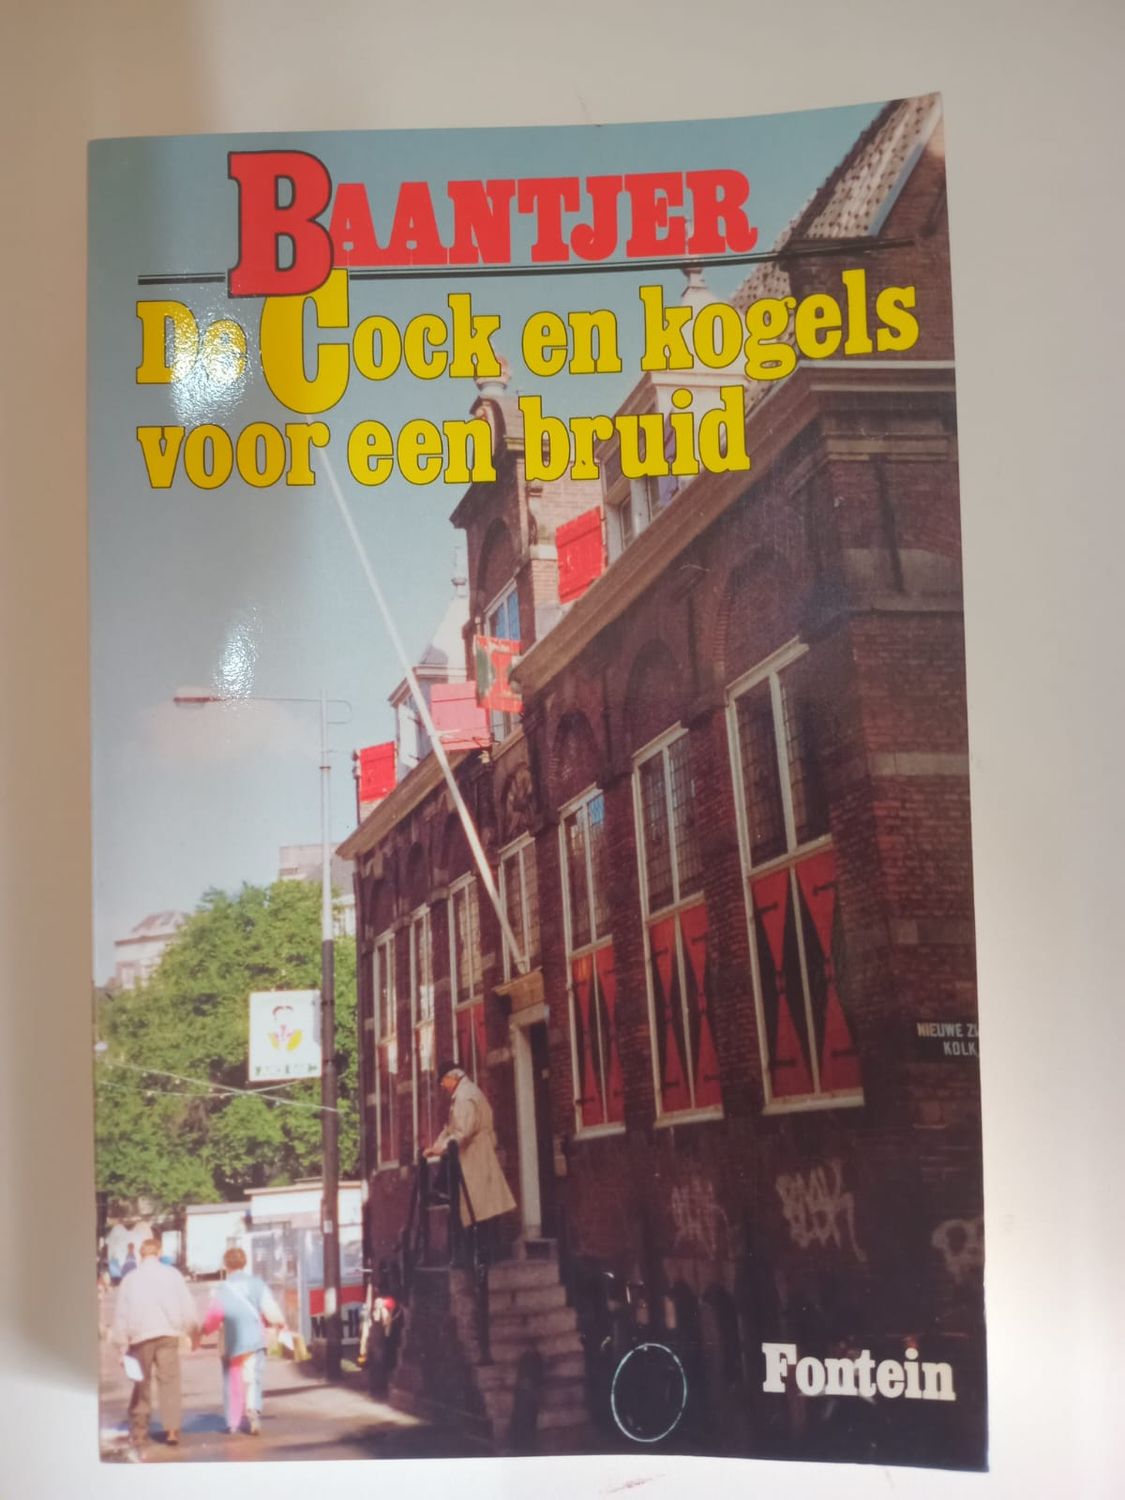 BAANTJER
De Cock en kogels
voor een bruid
NIEUWE
KOLK
Fontein